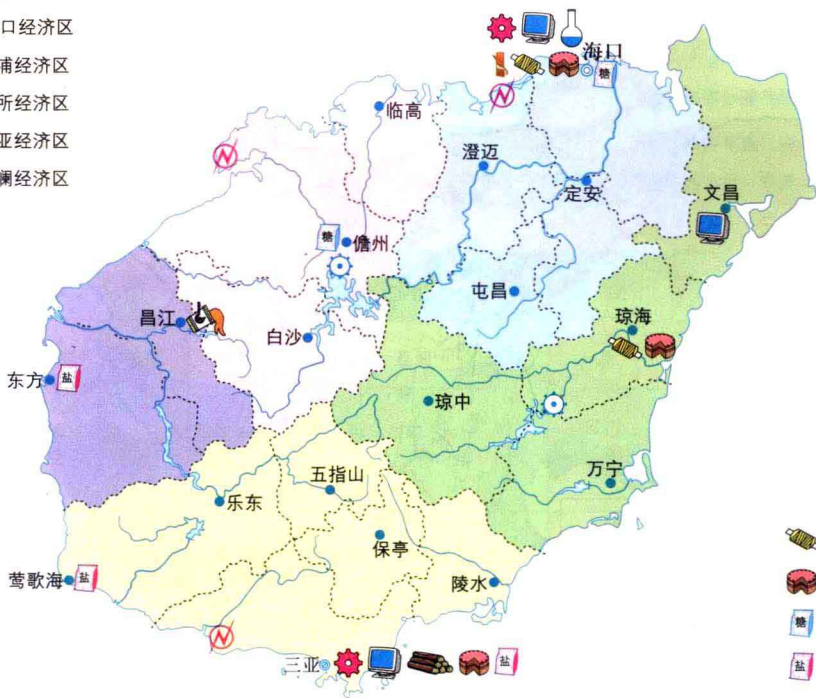 口经济区
浦经济区
所经济区
亚经济区
澜经济区
海口
糖
临高
澄迈
定安
文昌
糖
儋州
屯昌
昌江
白沙
琼海
东方
盐
琼中
万宁
五指山
乐东
保亭
莺歌海
盐
陵水
糖
三亚
盐
盐